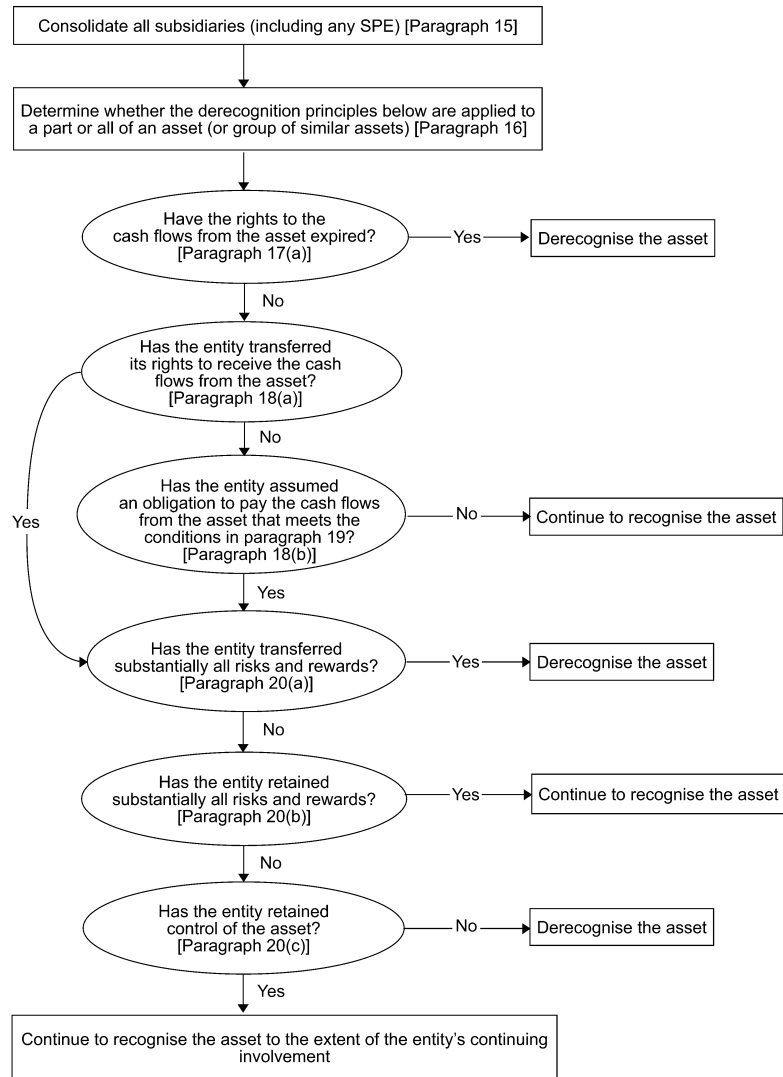 Consolidate all subsidiaries (including any SPE) [Paragraph 15]
Determine whether the derecognition principles below are applied to
a part or all of an asset (or group of similar assets) [Paragraph 16]
Have the rights to the
cash flows from the asset expired?
[Paragraph 17(a)]
Yes
Derecognise the asset
No
Has the entity transferred
its rights to receive the cash
flows from the asset?
[Paragraph 18(a)]
No
Yes
Has the entity assumed
an obligation to pay the cash flows
from the asset that meets the
conditions in paragraph 19?
[Paragraph 18(b)]
No
Continue to recognise the asset
Yes
Has the entity transferred
substantially all risks and rewards?
[Paragraph 20(a)]
Yes
Derecognise the asset
No
Has the entity retained
substantially all risks and rewards?
[Paragraph 20(b)]
Yes
Continue to recognise the asset
No
Has the entity retained
control of the asset?
[Paragraph 20(c)]
No
Derecognise the asset
Yes
Continue to recognise the asset to the extent of the entity's continuing
involvement